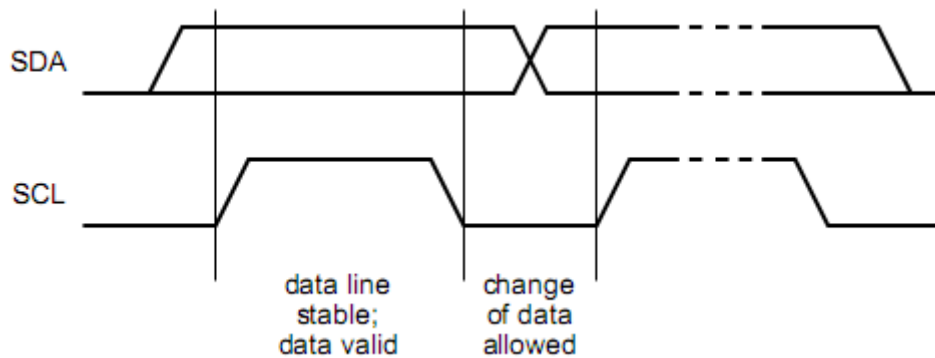 SDA
SCL
data line
stable;
data valid
change
of data
allowed